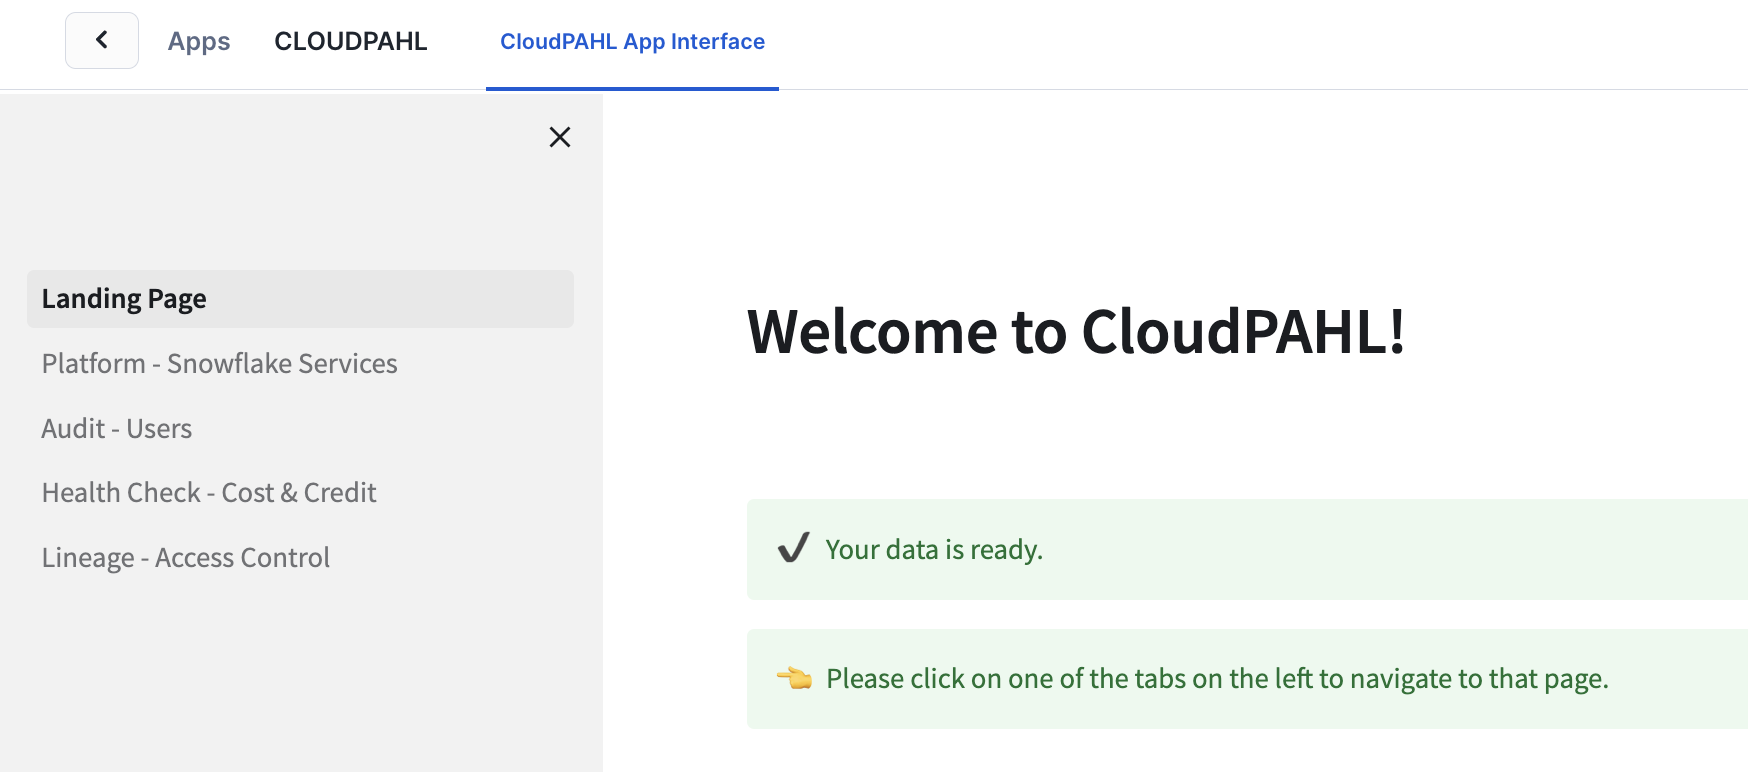 Apps CLOUDPAHL CloudPAHL App Interface
Landing Page
Platform - Snowflake Services
Audit - Users
Health Check - Cost & Credit
Lineage - Access Control
Welcome to CloudPAHL!
Your data is ready.
Please click on one of the tabs on the left to navigate to that page.